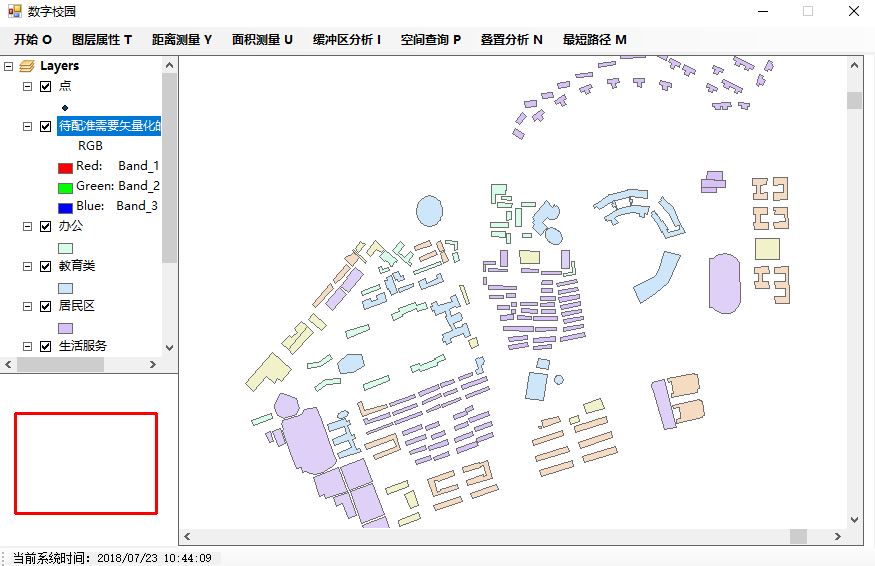 数字校园
开始 O 图层属性 T 距离测量 Y 面积测量 U 缓冲区分析 I 空间查询 P 叠置分析 N 最短路径 M
Layers
点
待配准需要矢量化的
RGB
Red: Band_1
Green: Band_2
Blue: Band_3
办公
教育类
居民区
生活服务
当前系统时间：2018/07/23 10:44:09